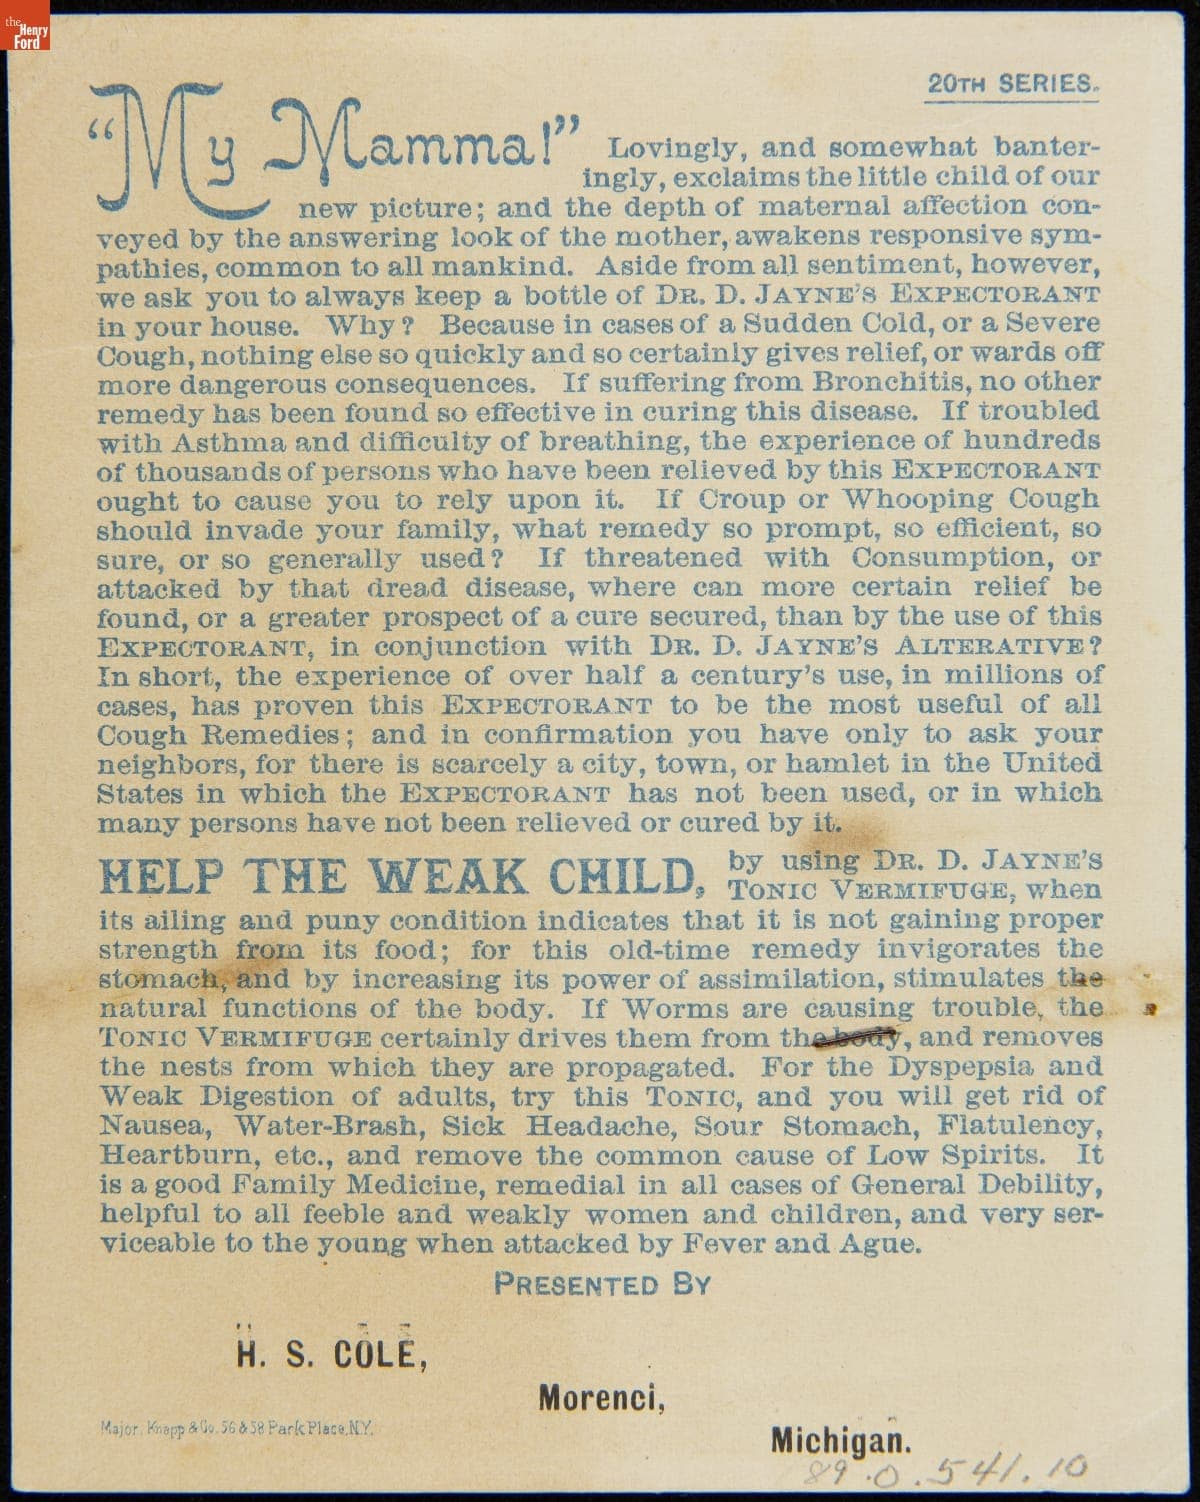 the
Henry
Ford
20TH SERIES.
"My Mamma!" Lovingly, and somewhat banter-
ingly, exclaims the little child of our
new picture; and the depth of maternal affection con-
veyed by the answering look of the mother, awakens responsive sym-
pathies, common to all mankind. Aside from all sentiment, however,
we ask you to always keep a bottle of DR. D. JAYNE'S EXPECTORANT
in your house. Why? Because in cases of a Sudden Cold, or a Severe
Cough, nothing else so quickly and so certainly gives relief, or wards off
more dangerous consequences. If suffering from Bronchitis, no other
remedy has been found so effective in curing this disease. If troubled
with Asthma and difficulty of breathing, the experience of hundreds
of thousands of persons who have been relieved by this EXPECTORANT
ought to cause you to rely upon it. If Croup or Whooping Cough
should invade your family, what remedy so prompt, so efficient, so
sure, or so generally used? If threatened with Consumption, or
attacked by that dread disease, where can more certain relief be
found, or a greater prospect of a cure secured, than by the use of this
EXPECTORANT, in conjunction with DR. D. JAYNE'S ALTERATIVE?
In short, the experience of over half a century's use, in millions of
cases, has proven this EXPECTORANT to be the most useful of all
Cough Remedies; and in confirmation you have only to ask your
neighbors, for there is scarcely a city, town, or hamlet in the United
States in which the EXPECTORANT has not been used, or in which
many persons have not been relieved or cured by it.
HELP THE WEAK CHILD, by using DR. D. JAYNE'S
TONIC VERMIFUGE, when
its ailing and puny condition indicates that it is not gaining proper
strength from its food; for this old-time remedy invigorates the
stomach, and by increasing its power of assimilation, stimulates the
natural functions of the body. If Worms are causing trouble, the
TONIC VERMIFUGE certainly drives them from the body, and removes
the nests from which they are propagated. For the Dyspepsia and
Weak Digestion of adults, try this TONIC, and you will get rid of
Nausea, Water-Brash, Sick Headache, Sour Stomach, Flatulency,
Heartburn, etc., and remove the common cause of Low Spirits. It
is a good Family Medicine, remedial in all cases of General Debility,
helpful to all feeble and weakly women and children, and very ser-
viceable to the young when attacked by Fever and Ague.
PRESENTED BY
H. S. COLE,
Morenci,
Michigan.
Major, Knapp & Co. 56 & 58 Park Place, N.Y.
89.0.541.10